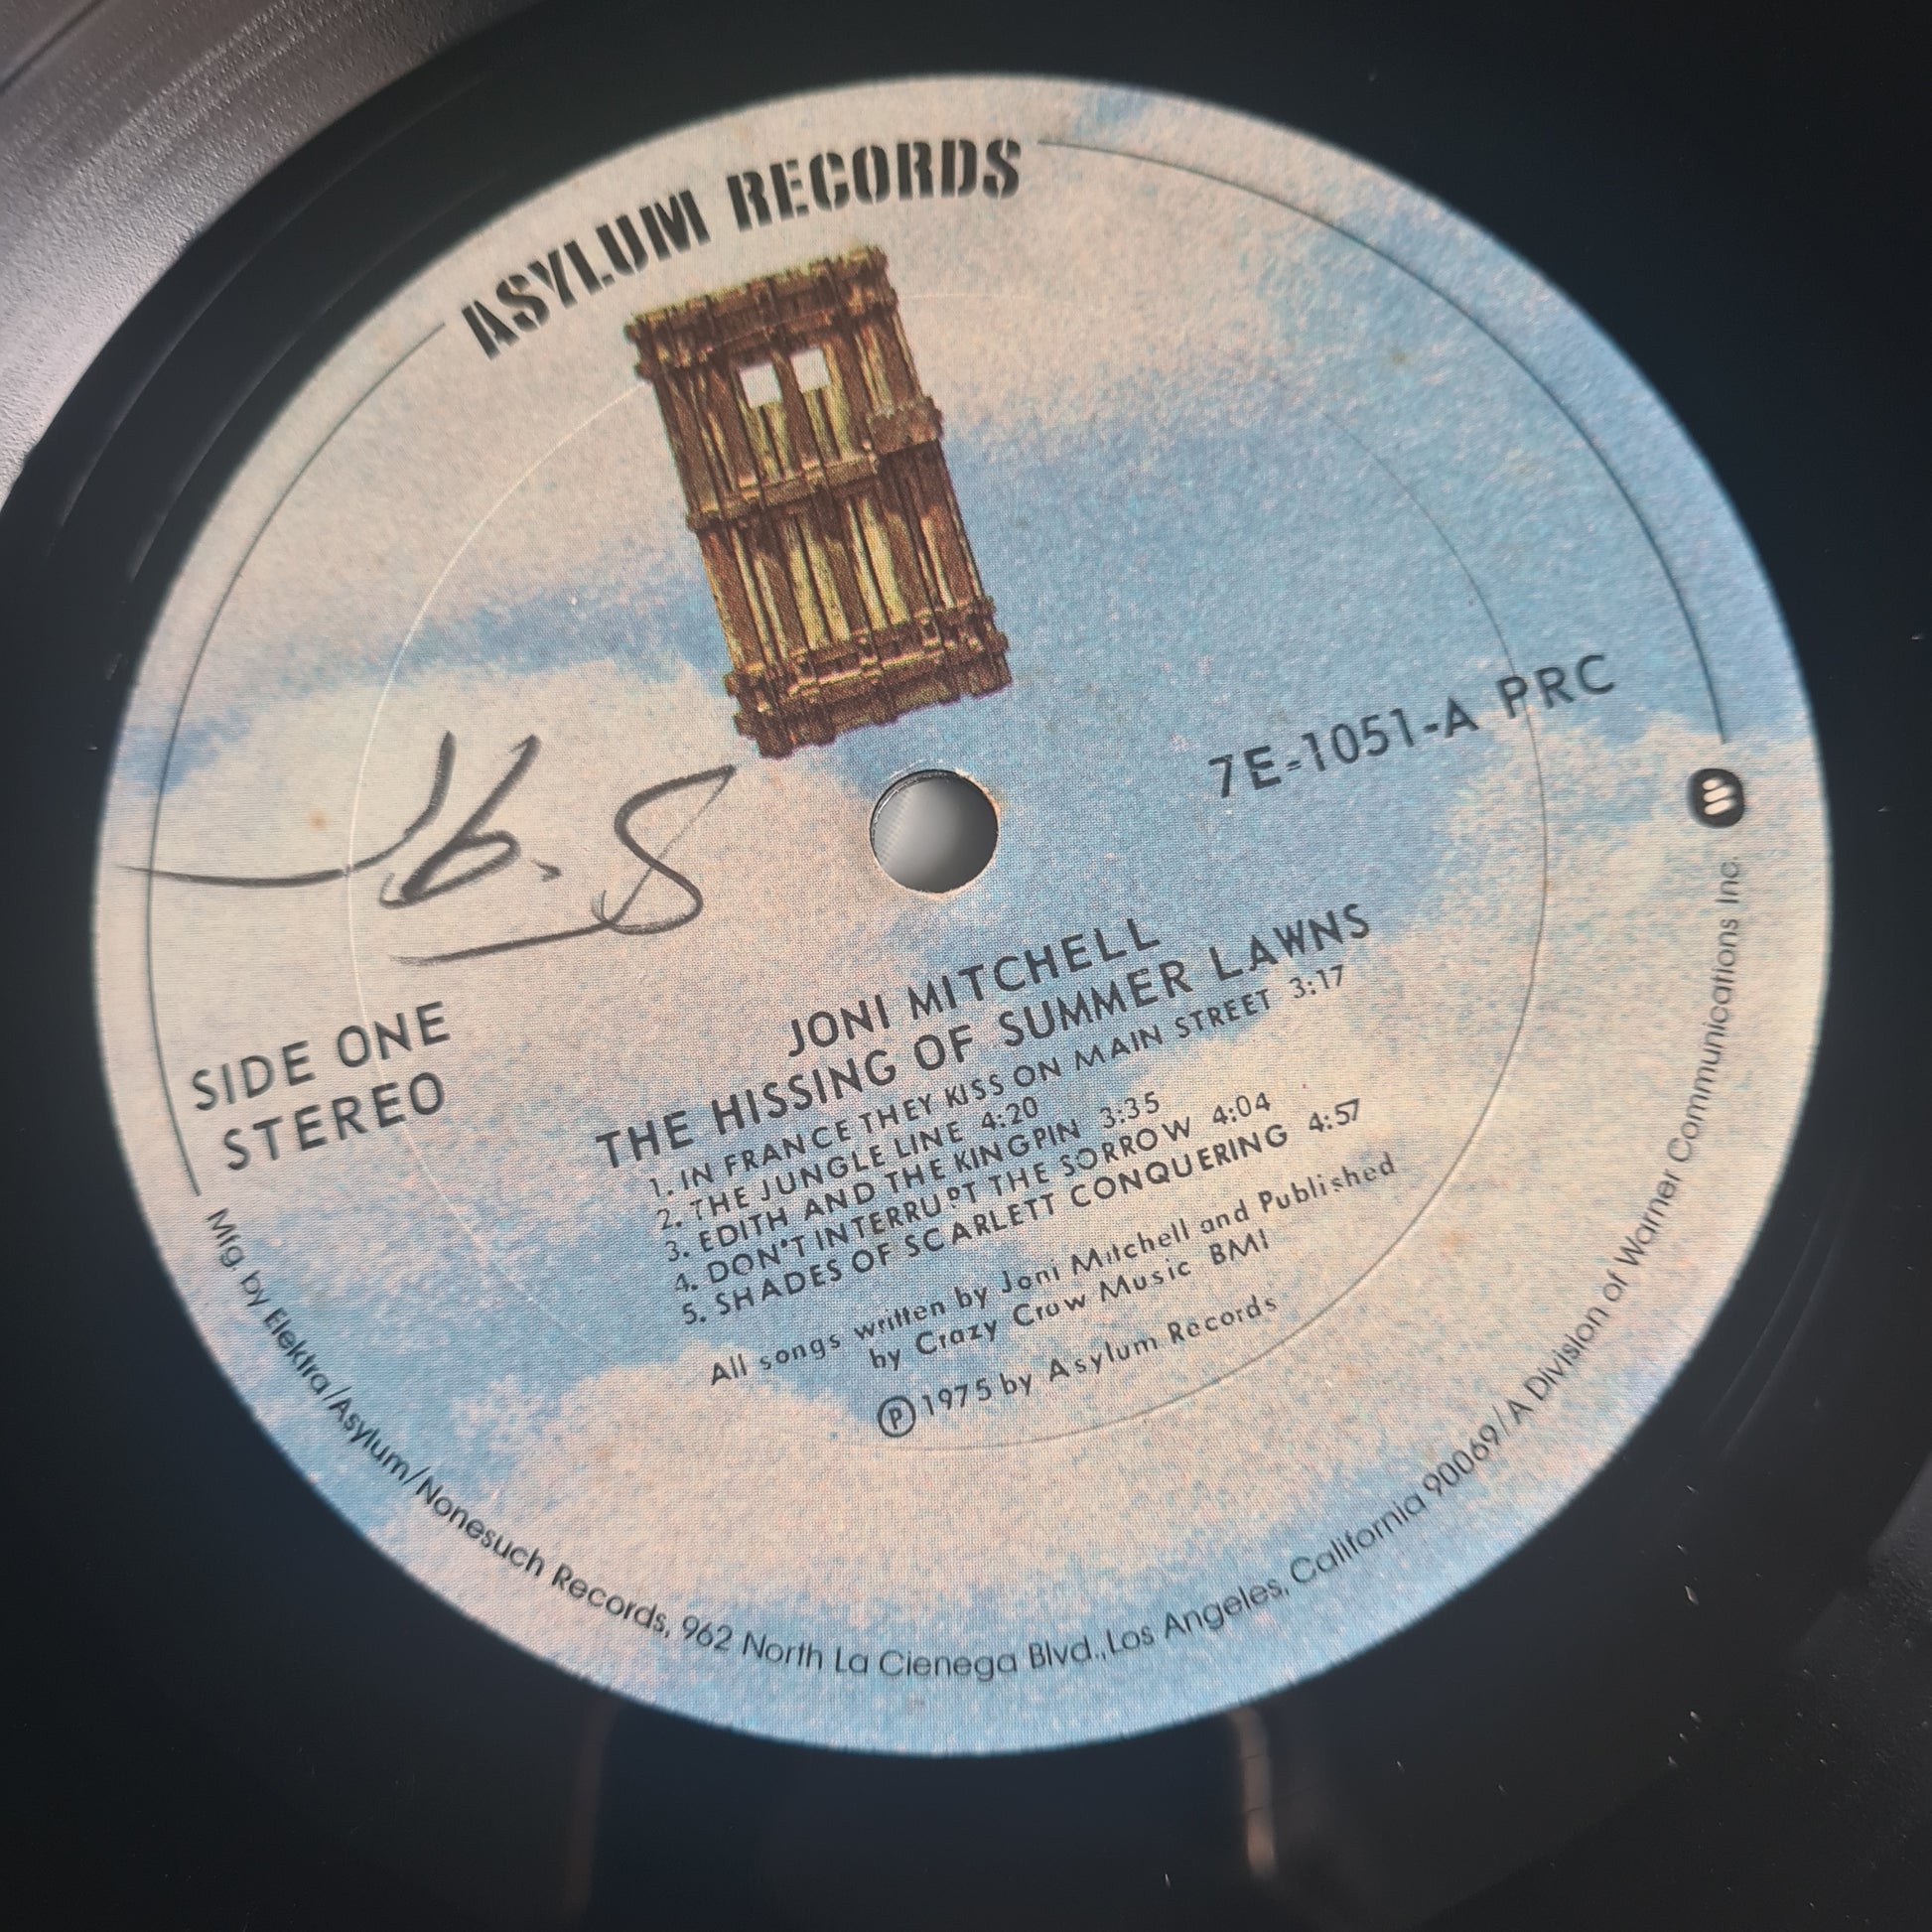 ASYLUM RECORDS
7E-1051-A PRC
SIDE ONE
STEREO
JONI MITCHELL
THE HISSING OF SUMMER LAWNS
1. IN FRANCE THEY KISS ON MAIN STREET 3:17
2. THE JUNGLE LINE 4:20
3. EDITH AND THE KINGPIN 3:35
4. DON'T INTERRUPT THE SORROW 4:04
5. SHADES OF SCARLETT CONQUERING 4:57
All songs written by Joni Mitchell and Published
by Crazy Crow Music BMI
Ⓟ 1975 by Asylum Records
Mfg. by Elektra/Asylum/Nonesuch Records, 962 North La Cienega Blvd., Los Angeles, California 90069/A Division of Warner Communications Inc.